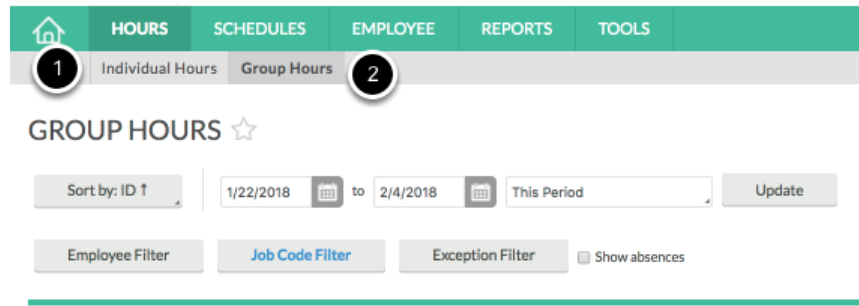 HOURS SCHEDULES EMPLOYEE REPORTS TOOLS
1 Individual Hours Group Hours 2
GROUP HOURS
Sort by: ID ↑ 1/22/2018 to 2/4/2018 This Period Update
Employee Filter Job Code Filter Exception Filter Show absences